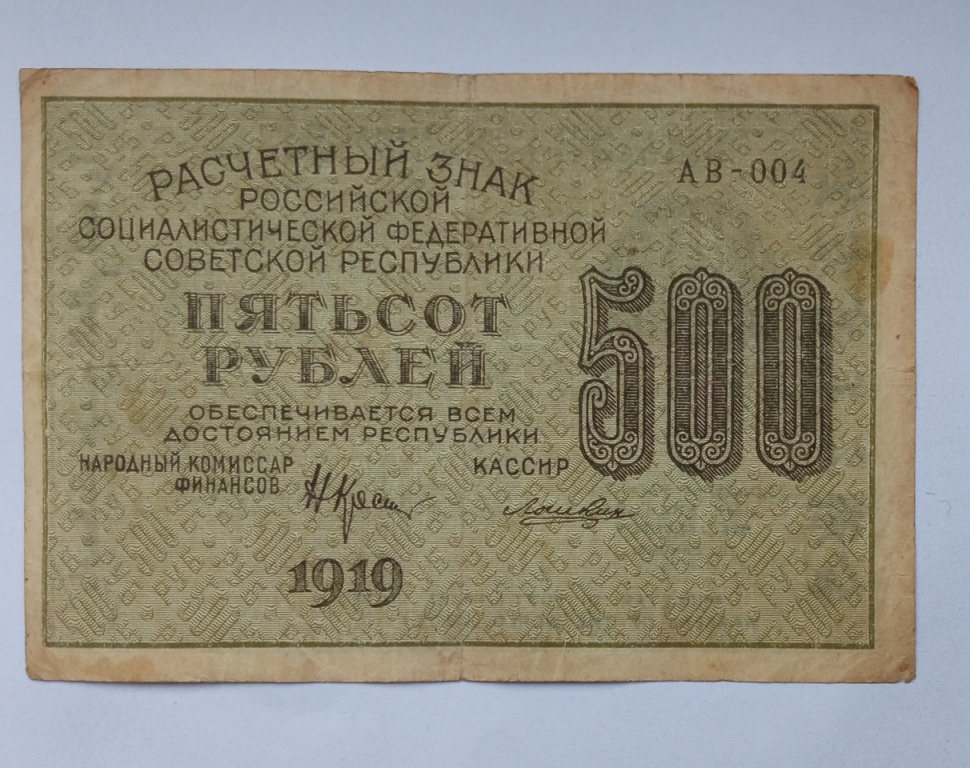 РАСЧЕТНЫЙ ЗНАК
РОССИЙСКОЙ
СОЦИАЛИСТИЧЕСКОЙ ФЕДЕРАТИВНОЙ
СОВЕТСКОЙ РЕСПУБЛИКИ
АВ-004
ПЯТЬСОТ
РУБЛЕЙ
500
ОБЕСПЕЧИВАЕТСЯ ВСЕМ
ДОСТОЯНИЕМ РЕСПУБЛИКИ
НАРОДНЫЙ КОМИССАР
ФИНАНСОВ
КАССИР
1919